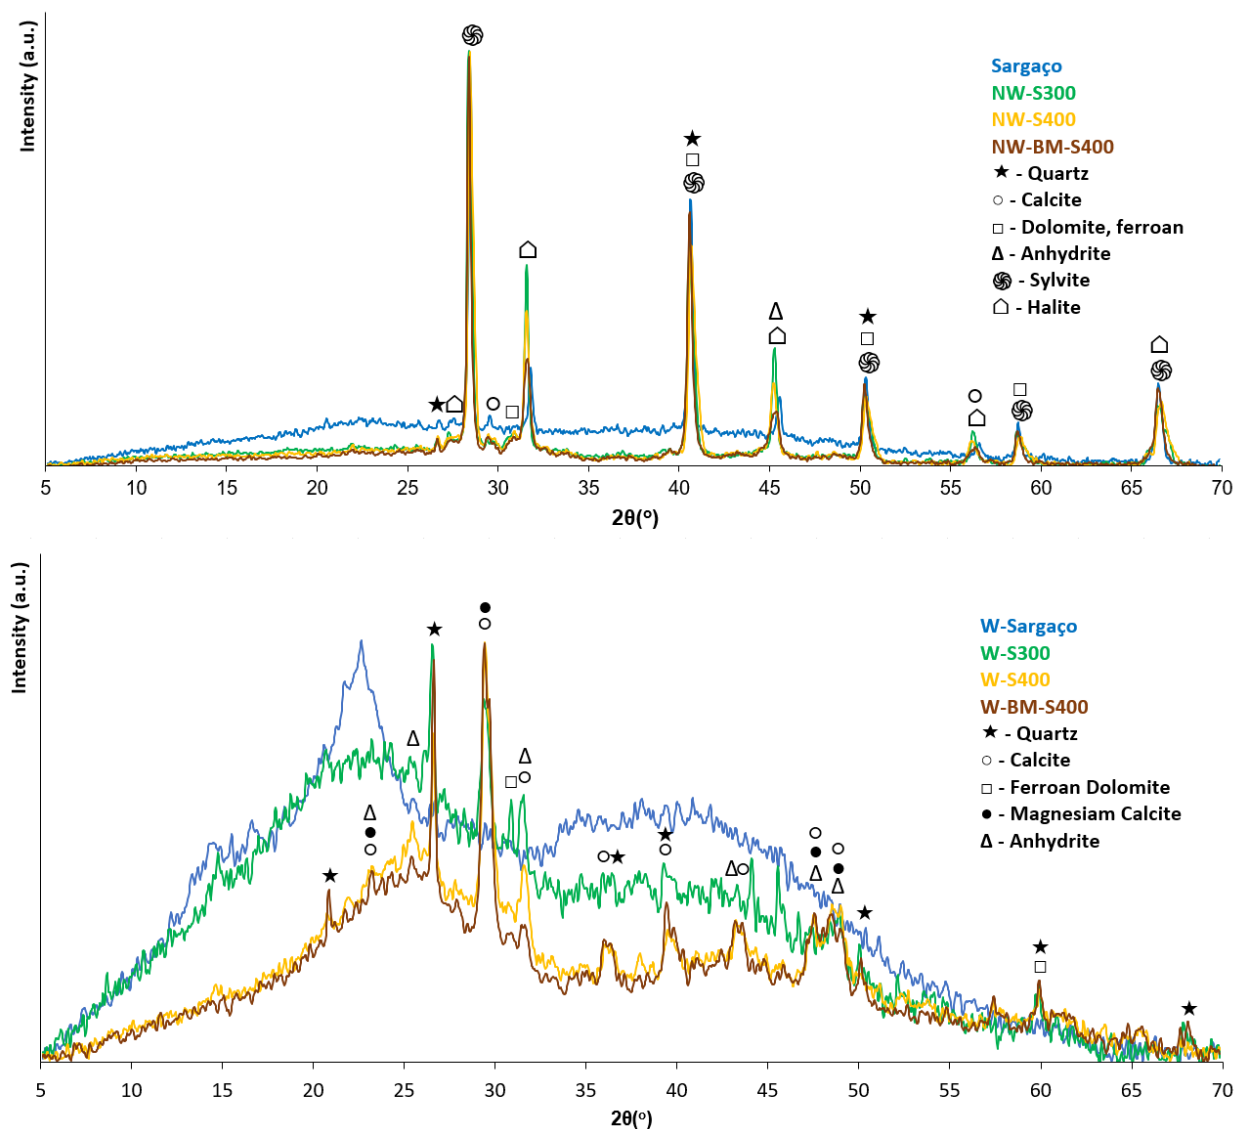 Intensity (a.u.)
Sargaço
NW-S300
NW-S400
NW-BM-S400
★ - Quartz
○ - Calcite
□ - Dolomite, ferroan
Δ - Anhydrite
- Sylvite
- Halite
5 10 15 20 25 30 35 40 45 50 55 60 65 70
2θ(°)
Intensity (a.u.)
W-Sargaço
W-S300
W-S400
W-BM-S400
★ - Quartz
○ - Calcite
□ - Ferroan Dolomite
● - Magnesiam Calcite
Δ - Anhydrite
5 10 15 20 25 30 35 40 45 50 55 60 65 70
2θ(°)